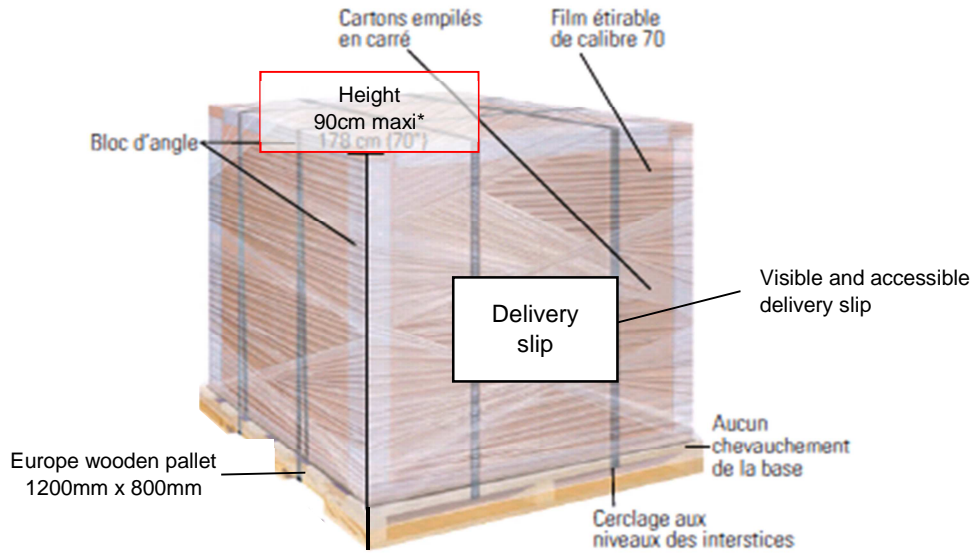 Cartons empilés
en carré
Film étirable
de calibre 70
Height
90cm maxi*
178 cm (70")
Bloc d'angle
Visible and accessible
delivery slip
Delivery
slip
Aucun
chevauchement
de la base
Europe wooden pallet
1200mm x 800mm
Cerclage aux
niveaux des interstices